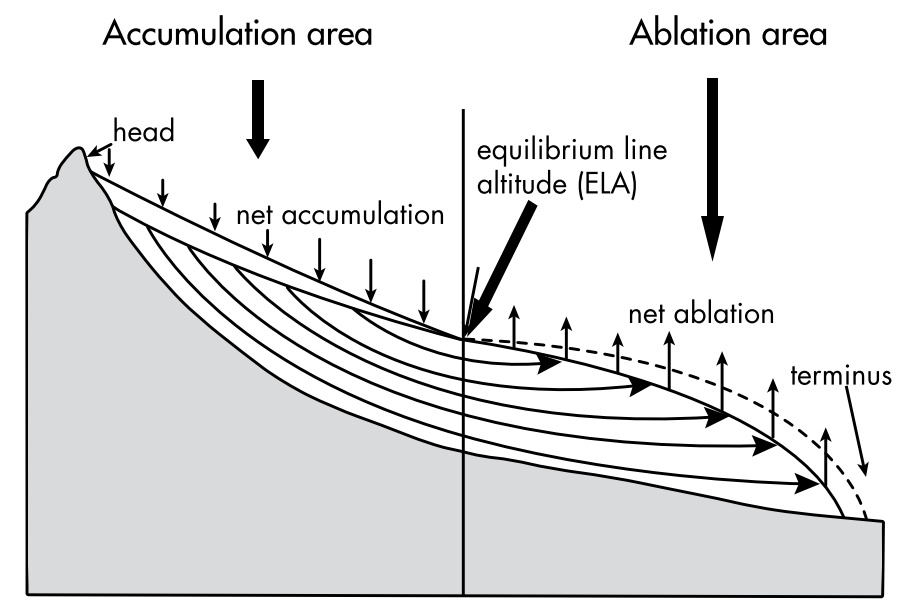 Accumulation area
Ablation area
head
equilibrium line
altitude (ELA)
net accumulation
net ablation
terminus